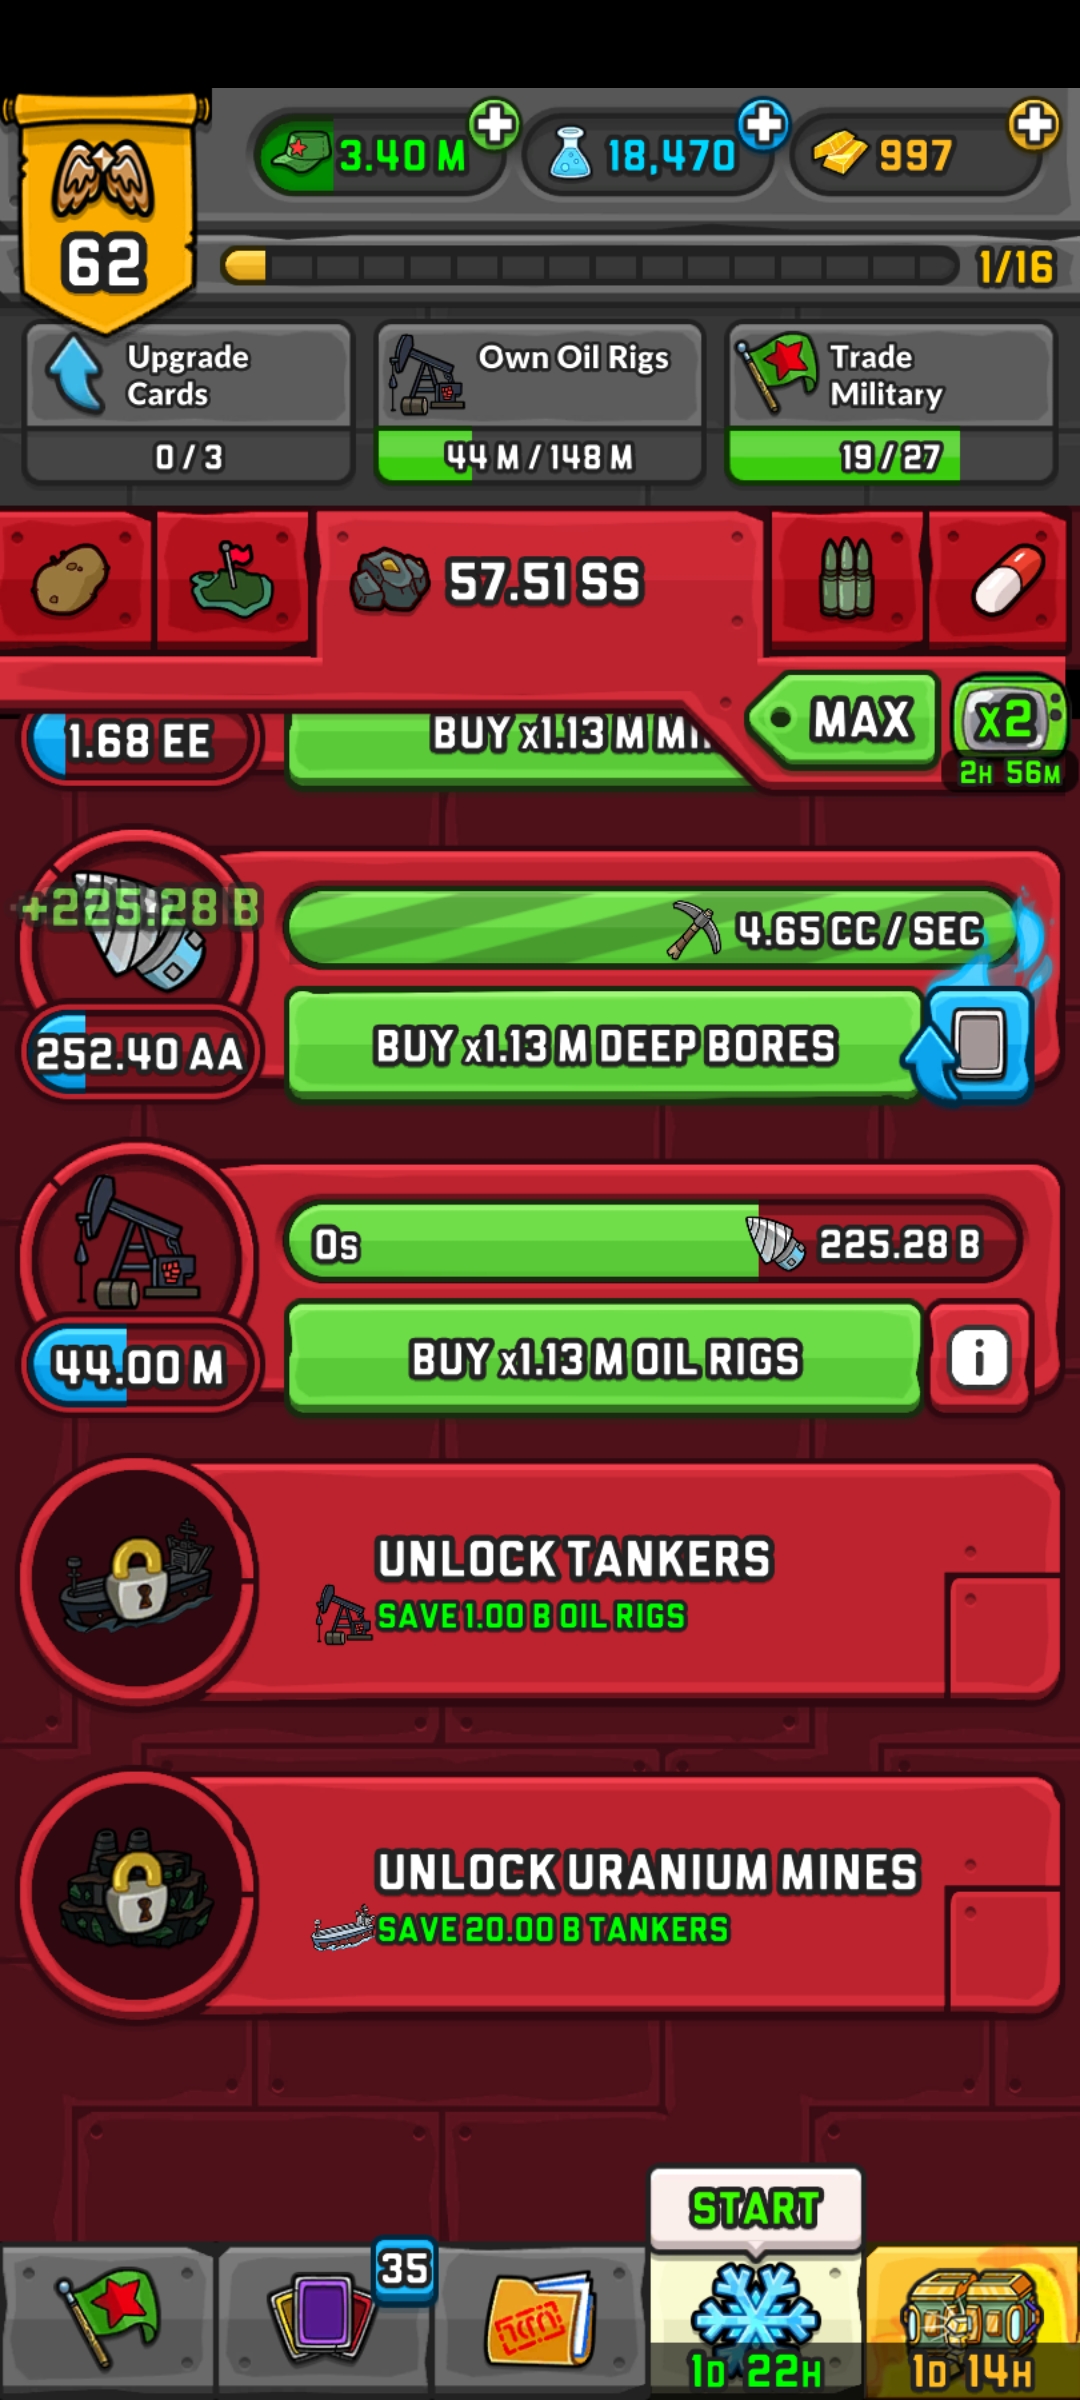 62
3.40 M
18,470
997
1/16
Upgrade
Cards
0 / 3
Own Oil Rigs
44 M / 148 M
Trade
Military
19 / 27
57.51 SS
MAX
x2
2H 56M
1.68 EE
BUY x1.13 M
+225.28 B
4.65 CC / SEC
252.40 AA
BUY x1.13 M DEEP BORES
0s
225.28 B
44.00 M
BUY x1.13 M OIL RIGS
i
UNLOCK TANKERS
SAVE 1.00 B OIL RIGS
UNLOCK URANIUM MINES
SAVE 20.00 B TANKERS
START
35
1D 22H
1D 14H